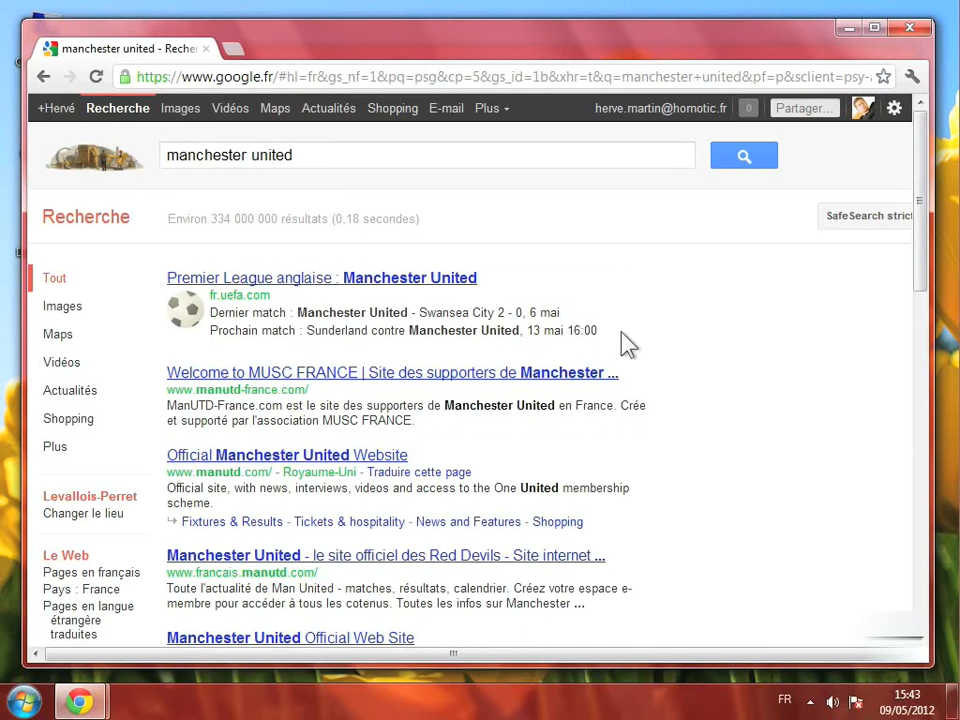 manchester united - Recher
https://www.google.fr/#hl=fr&gs_nf=1&pq=psg&cp=5&gs_id=1b&xhr=t&q=manchester+united&pf=p&sclient=psy-a
+Hervé Recherche Images Vidéos Maps Actualités Shopping E-mail Plus herve.martin@homotic.fr 0 Partager...
manchester united
Recherche
Environ 334 000 000 résultats (0,18 secondes)
SafeSearch strict
Tout
Images
Maps
Vidéos
Actualités
Shopping
Plus
Levallois-Perret
Changer le lieu
Le Web
Pages en français
Pays : France
Pages en langue
étrangère
traduites
Premier League anglaise : Manchester United
fr.uefa.com
Dernier match : Manchester United - Swansea City 2 - 0, 6 mai
Prochain match : Sunderland contre Manchester United, 13 mai 16:00
Welcome to MUSC FRANCE | Site des supporters de Manchester ...
www.manutd-france.com/
ManUTD-France.com est le site des supporters de Manchester United en France. Crée
et supporté par l'association MUSC FRANCE.
Official Manchester United Website
www.manutd.com/ - Royaume-Uni - Traduire cette page
Official site, with news, interviews, videos and access to the One United membership
scheme.
Fixtures & Results - Tickets & hospitality - News and Features - Shopping
Manchester United - le site officiel des Red Devils - Site internet ...
www.francais.manutd.com/
Toute l'actualité de Man United - matches, résultats, calendrier. Créez votre espace e-
membre pour accéder à tous les cotenus. Toutes les infos sur Manchester ...
Manchester United Official Web Site
FR
15:43
09/05/2012